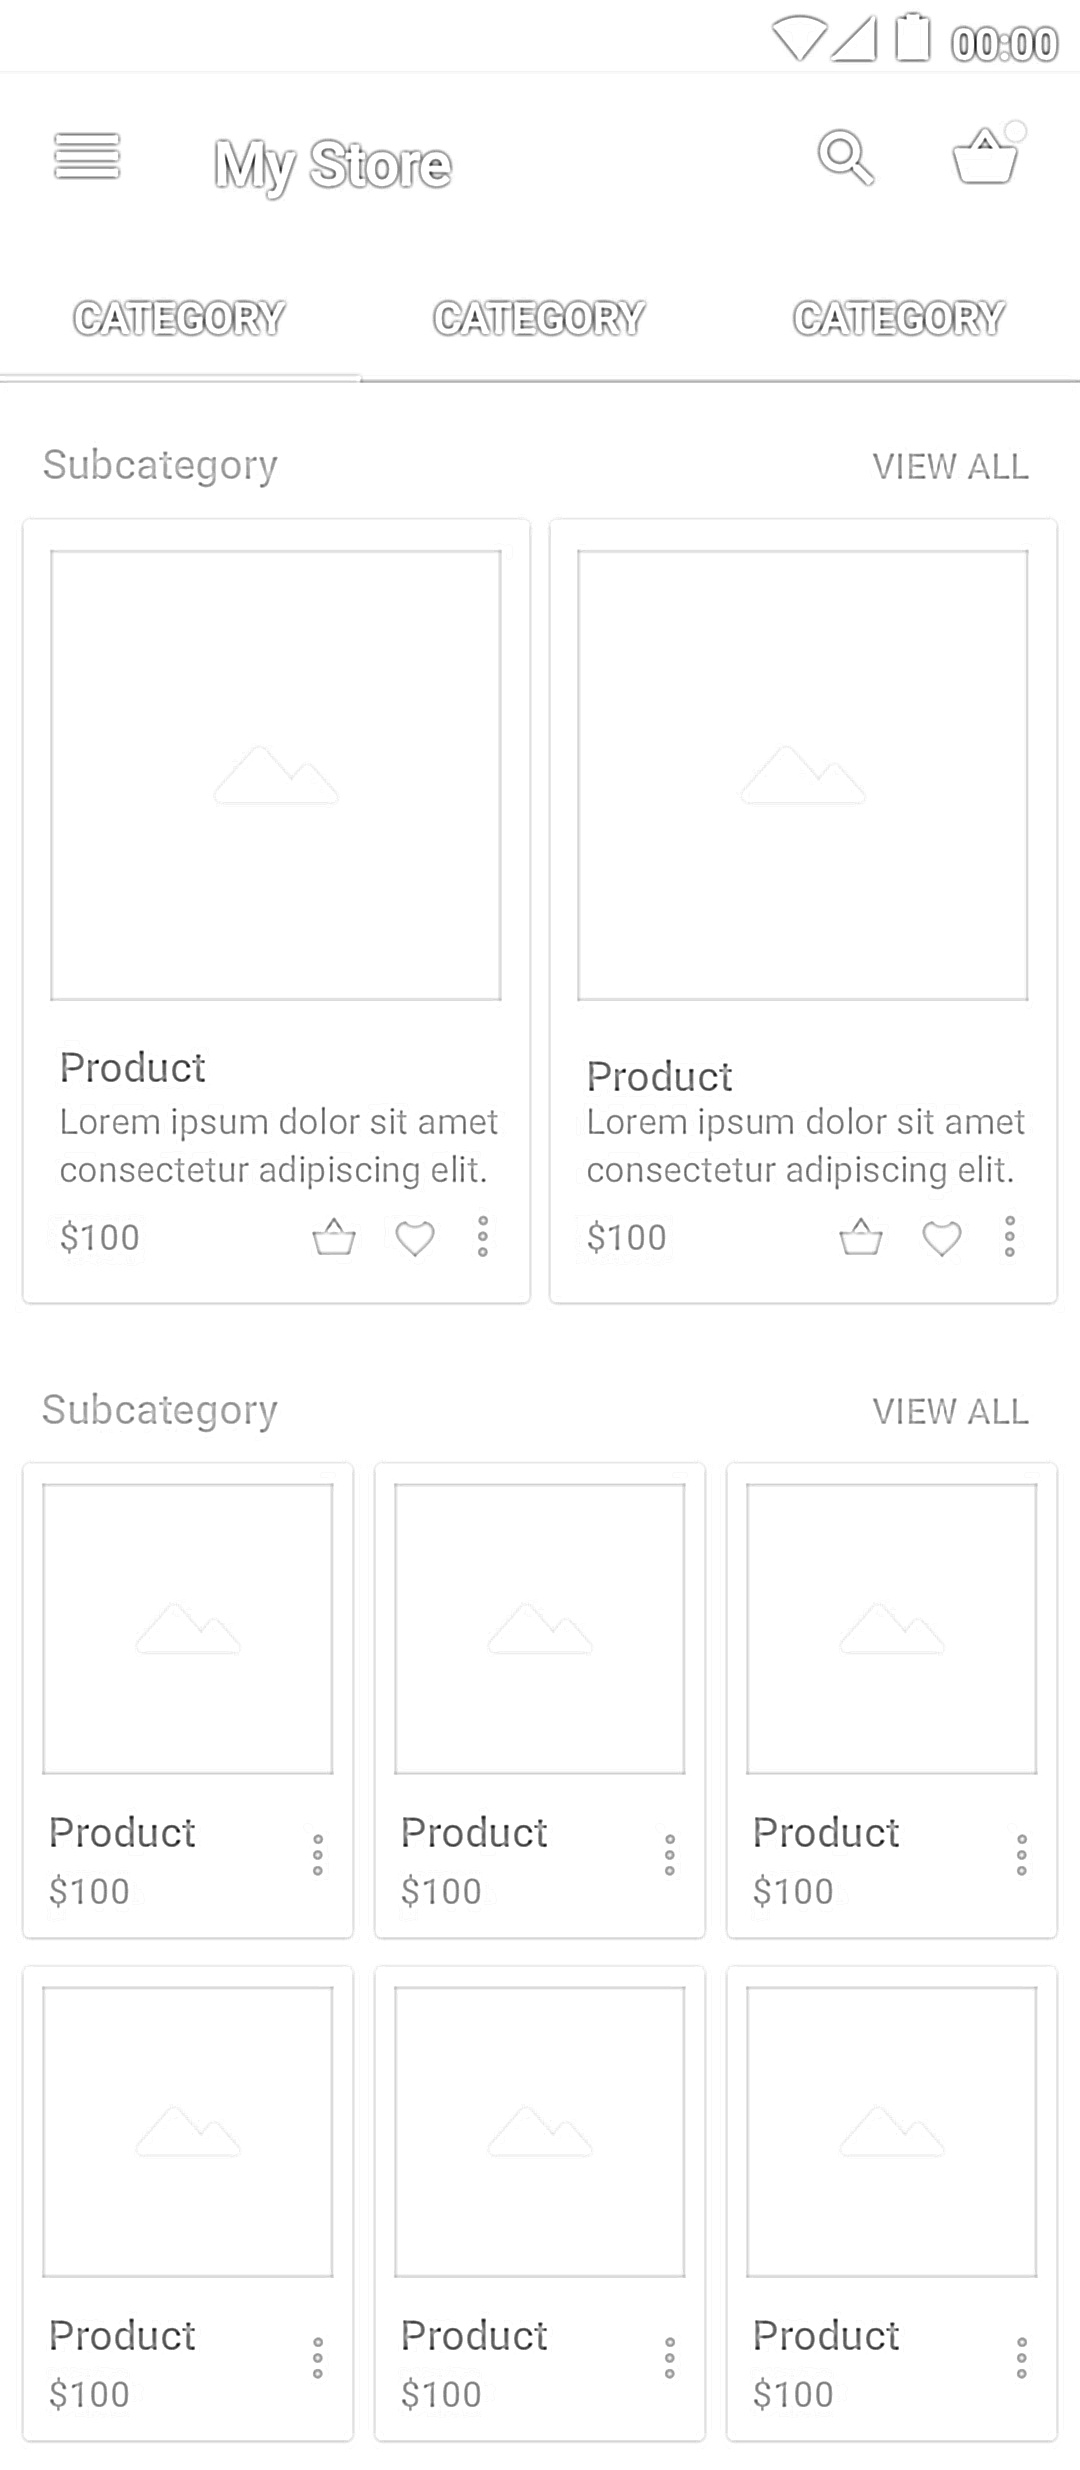 00:00
My Store
CATEGORY CATEGORY CATEGORY
Subcategory VIEW ALL
Product Product
Lorem ipsum dolor sit amet Lorem ipsum dolor sit amet
consectetur adipiscing elit. consectetur adipiscing elit.
$100 $100
Subcategory VIEW ALL
Product Product Product
$100 $100 $100
Product Product Product
$100 $100 $100